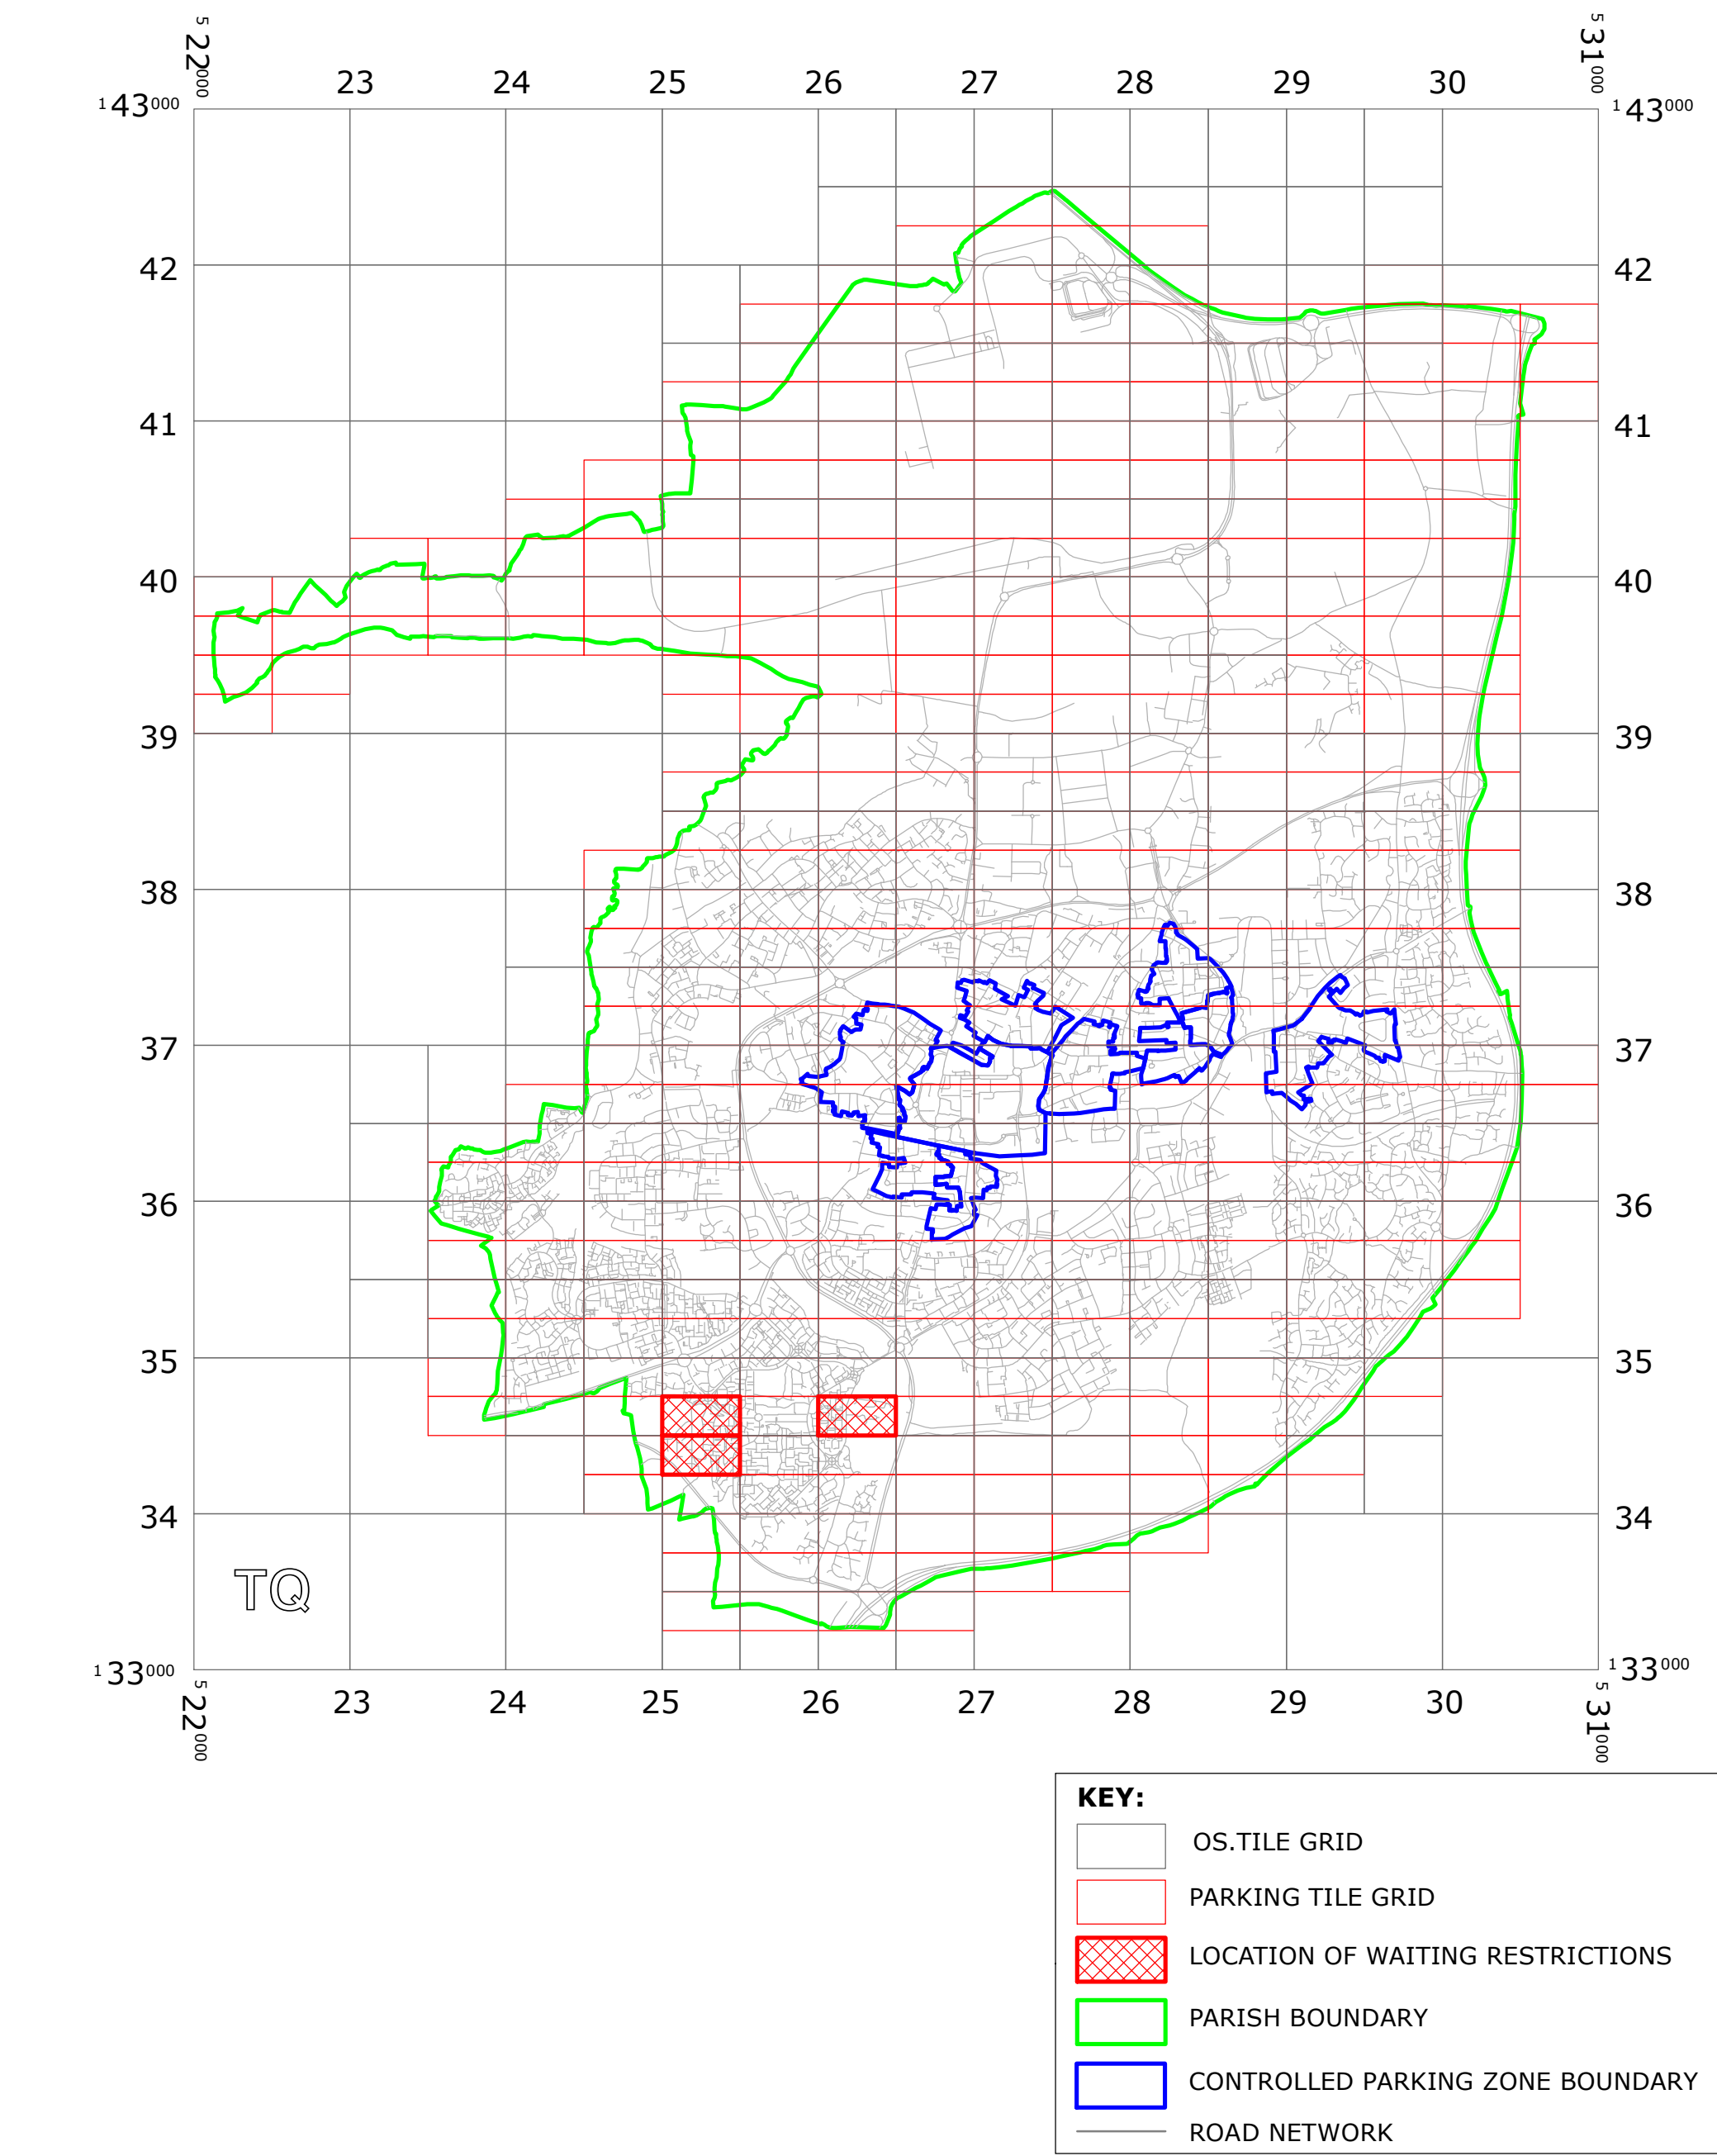 5 22000
5 31000
23 24 25 26 27 28 29 30
1 43000 1 43000
42 42
41 41
40 40
39 39
38 38
37 37
36 36
35 35
34 34
TQ
1 33000 1 33000
5 22000
23 24 25 26 27 28 29 30
5 31000
KEY:
OS.TILE GRID
PARKING TILE GRID
LOCATION OF WAITING RESTRICTIONS
PARISH BOUNDARY
CONTROLLED PARKING ZONE BOUNDARY
ROAD NETWORK